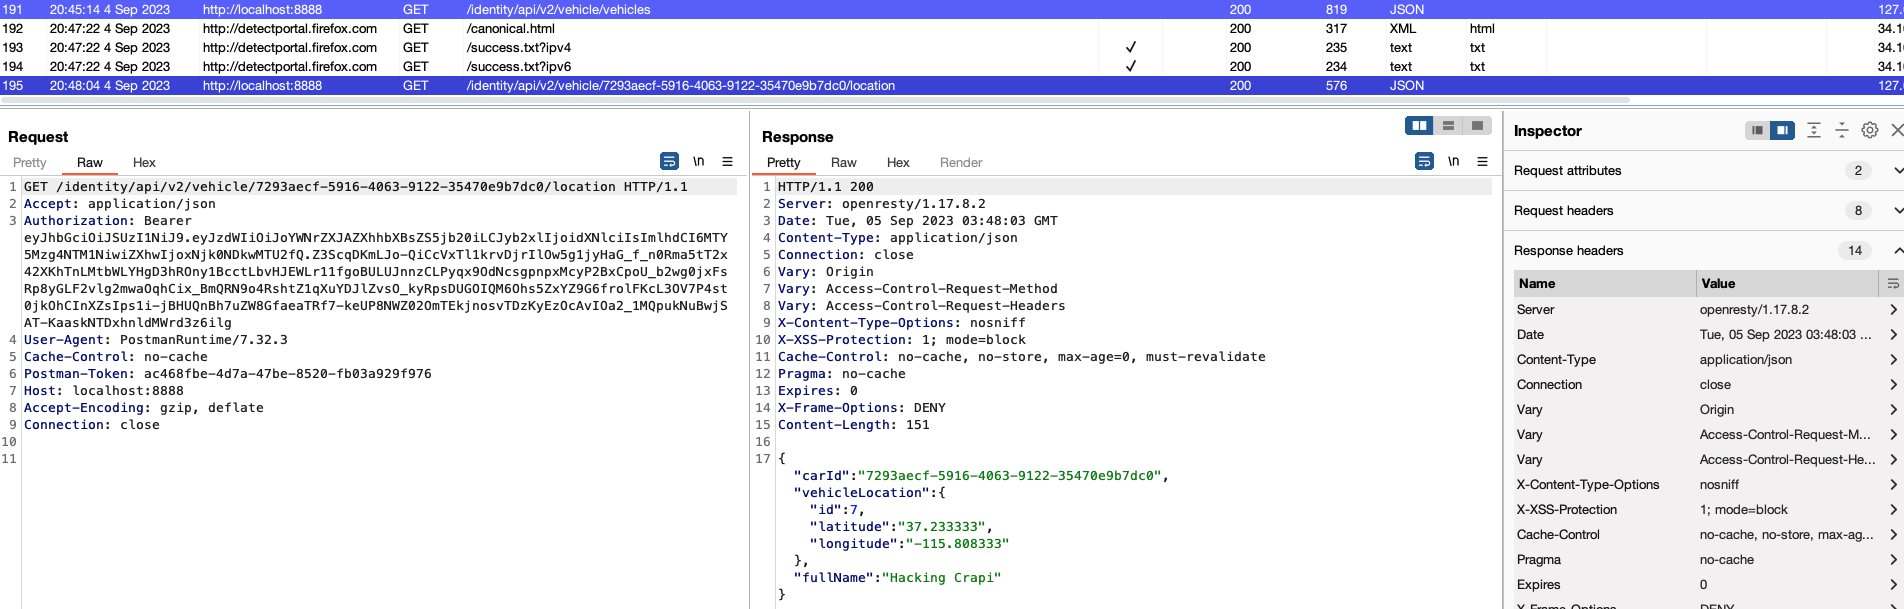 191 20:45:14 4 Sep 2023 http://localhost:8888 GET /identity/api/v2/vehicle/vehicles 200 819 JSON 127.
192 20:47:22 4 Sep 2023 http://detectportal.firefox.com GET /canonical.html 200 317 XML html 34.1
193 20:47:22 4 Sep 2023 http://detectportal.firefox.com GET /success.txt?ipv4 ✓ 200 235 text txt 34.1
194 20:47:22 4 Sep 2023 http://detectportal.firefox.com GET /success.txt?ipv6 ✓ 200 234 text txt 34.1
195 20:48:04 4 Sep 2023 http://localhost:8888 GET /identity/api/v2/vehicle/7293aecf-5916-4063-9122-35470e9b7dc0/location 200 576 JSON 127.
Request
Pretty Raw Hex \n
1 GET /identity/api/v2/vehicle/7293aecf-5916-4063-9122-35470e9b7dc0/location HTTP/1.1
2 Accept: application/json
3 Authorization: Bearer
eyJhbGciOiJSUzI1NiJ9.eyJzdWIiOiJoYWNrZXJAZXhhbXBsZS5jb20iLCJyb2xlIjoidXNlciIsImlhdCI6MTY
5Mzg4NTM1NiwiZXhwIjoxNjk0NDkwMTU2fQ.Z3ScqDKmLJo-QiCcVxTl1krvDjrIlOw5g1jyHaG_f_n0Rma5tT2x
42XKhTnLMtbWLYHgD3hROny1BcctLbvHJEWLr11fgoBULUJnnzCLPyqx9OdNcsgpnpxMcyP2BxCpoU_b2wg0jxFs
Rp8yGLF2vlg2mwaOqhCix_BmQRN9o4RshtZ1qXuYDJlZvsO_kyRpsDUGOIQM6Ohs5ZxYZ9G6frolFKcL3OV7P4st
0jkOhCInXZsIps1i-jBHUQnBh7uZW8GfaeaTRf7-keUP8NWZ02OmTEkjnosvTDzKyEzOcAvIOa2_1MQpukNuBwjS
AT-KaaskNTDxhnldMWrd3z6ilg
4 User-Agent: PostmanRuntime/7.32.3
5 Cache-Control: no-cache
6 Postman-Token: ac468fbe-4d7a-47be-8520-fb03a929f976
7 Host: localhost:8888
8 Accept-Encoding: gzip, deflate
9 Connection: close
10
11
Response
Pretty Raw Hex Render \n
1 HTTP/1.1 200
2 Server: openresty/1.17.8.2
3 Date: Tue, 05 Sep 2023 03:48:03 GMT
4 Content-Type: application/json
5 Connection: close
6 Vary: Origin
7 Vary: Access-Control-Request-Method
8 Vary: Access-Control-Request-Headers
9 X-Content-Type-Options: nosniff
10 X-XSS-Protection: 1; mode=block
11 Cache-Control: no-cache, no-store, max-age=0, must-revalidate
12 Pragma: no-cache
13 Expires: 0
14 X-Frame-Options: DENY
15 Content-Length: 151
16
17 {
"carId":"7293aecf-5916-4063-9122-35470e9b7dc0",
"vehicleLocation":{
"id":7,
"latitude":"37.233333",
"longitude":"-115.808333"
},
"fullName":"Hacking Crapi"
}
Inspector
Request attributes 2
Request headers 8
Response headers 14
Name Value
Server openresty/1.17.8.2
Date Tue, 05 Sep 2023 03:48:03 ...
Content-Type application/json
Connection close
Vary Origin
Vary Access-Control-Request-M...
Vary Access-Control-Request-He...
X-Content-Type-Options nosniff
X-XSS-Protection 1; mode=block
Cache-Control no-cache, no-store, max-ag...
Pragma no-cache
Expires 0
X-Frame-Options DENY